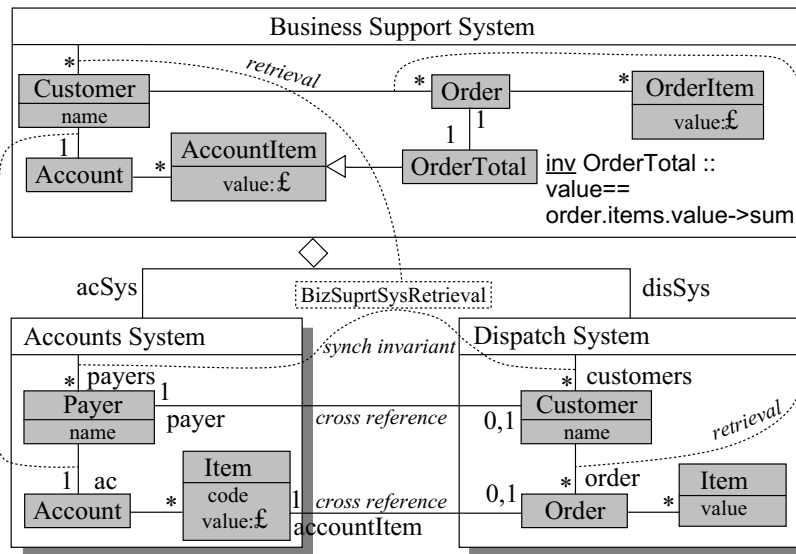 Business Support System
*
retrieval
Customer
name
*
Order
*
OrderItem
value:£
1
1
1
Account
*
AccountItem
value:£
OrderTotal
inv OrderTotal ::
value==
order.items.value->sum
acSys
BizSuprtSysRetrieval
disSys
Accounts System
synch invariant
Dispatch System
*
payers
*
customers
Payer
name
1
payer
cross reference
0,1
Customer
name
retrieval
1
ac
*
order
Account
*
Item
code
value:£
1
accountItem
cross reference
0,1
Order
*
Item
value